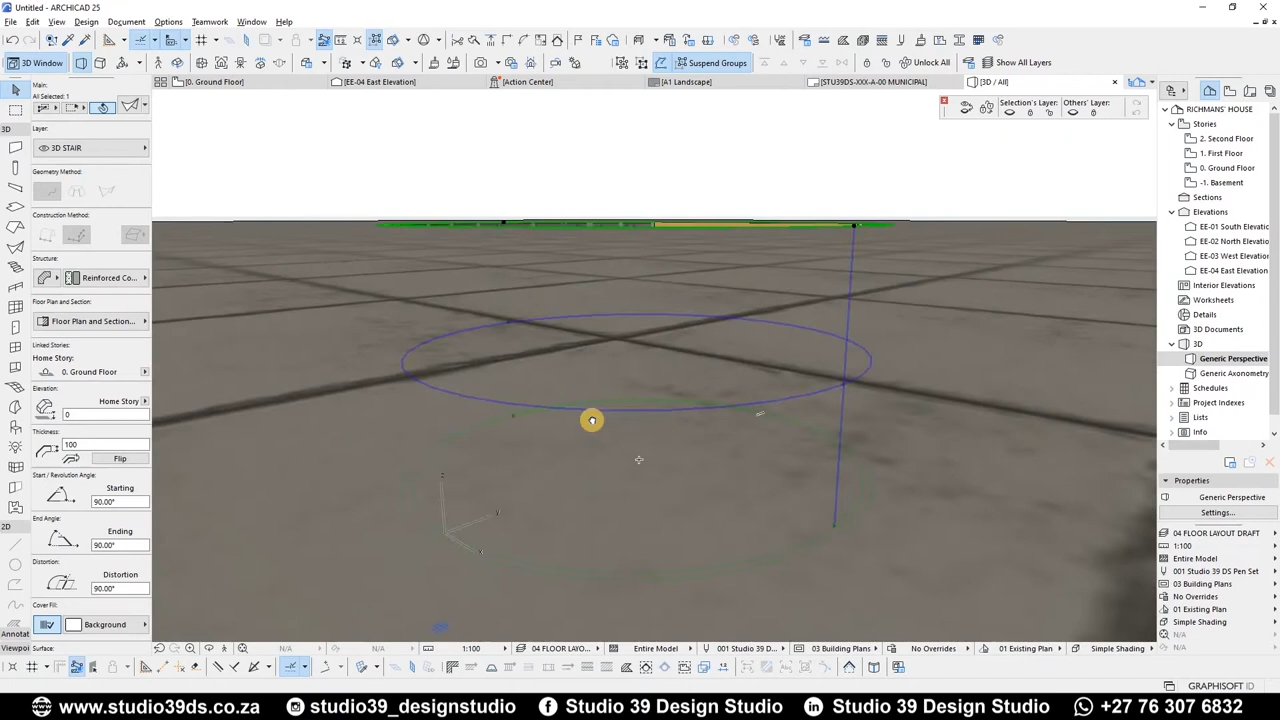 Untitled - ARCHICAD 25
File Edit View Design Document Options Teamwork Window Help
3D Window
Suspend Groups
Show All Layers
[0. Ground Floor]
[EE-04 East Elevation]
[Action Center]
[A1 Landscape]
[STU39DS-XXX-A-00 MUNICIPAL]
[3D / All]
Main:
All Selected: 1
3D
Layer:
3D STAIR
Geometry Method:
Construction Method:
Structure:
Reinforced Co...
Floor Plan and Section:
Floor Plan and Section...
Linked Stories:
Home Story:
0. Ground Floor
Elevation:
Home Story
0
Thickness:
100
Flip
Start / Revolution Angle:
Starting
90.00°
2D
End Angle:
Ending
90.00°
Distortion:
Distortion
90.00°
Cover Fill:
Background
Annotat
Surface:
Viewpoi
Selection's Layer:
Others' Layer:
Unlock All
RICHMANS' HOUSE
Stories
2. Second Floor
1. First Floor
0. Ground Floor
-1. Basement
Sections
Elevations
EE-01 South Elevati
EE-02 North Elevatio
EE-03 West Elevatio
EE-04 East Elevation
Interior Elevations
Worksheets
Details
3D Documents
3D
Generic Perspective
Generic Axonometry
Schedules
Project Indexes
Lists
Info
Properties
Generic Perspective
Settings...
04 FLOOR LAYOUT DRAFT
1:100
Entire Model
001 Studio 39 DS Pen Set
03 Building Plans
No Overrides
01 Existing Plan
Simple Shading
N/A
N/A
N/A
1:100
04 FLOOR LAYO...
Entire Model
001 Studio 39 D...
03 Building Plans
No Overrides
01 Existing Plan
Simple Shading
N/A
GRAPHISOFT ID
www.studio39ds.co.za
studio39_designstudio
Studio 39 Design Studio
Studio 39 Design Studio
+27 76 307 6832